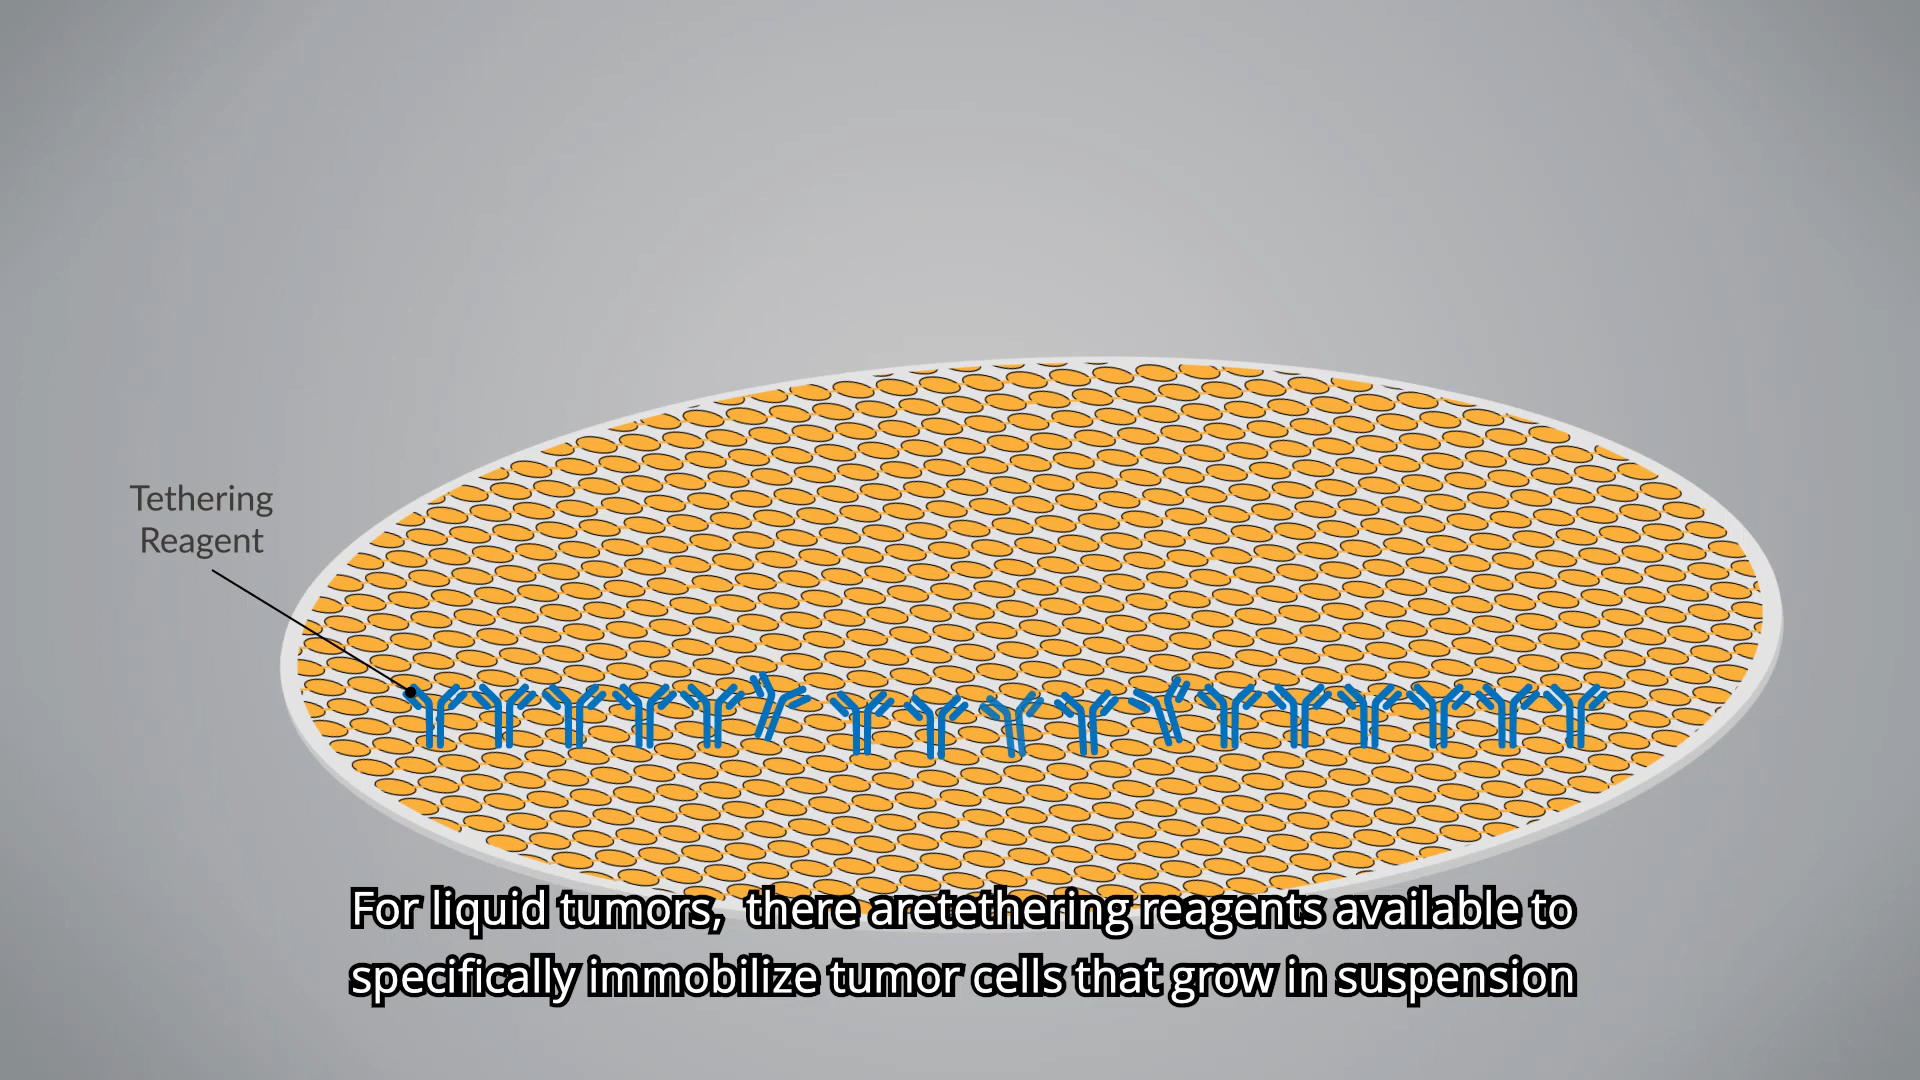 Tethering
Reagent
For liquid tumors,  there aretethering reagents available to
specifically immobilize tumor cells that grow in suspension